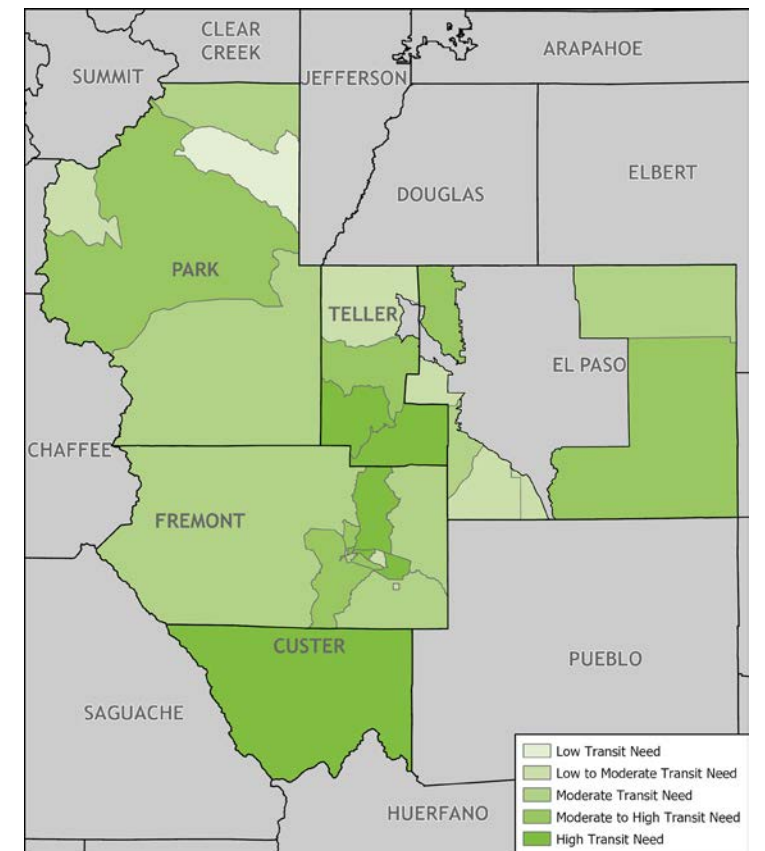 CLEAR
CREEK
ARAPAHOE
SUMMIT
JEFFERSON
ELBERT
DOUGLAS
PARK
TELLER
EL PASO
CHAFFEE
FREMONT
CUSTER
PUEBLO
SAGUACHE
HUERFANO
Low Transit Need
Low to Moderate Transit Need
Moderate Transit Need
Moderate to High Transit Need
High Transit Need